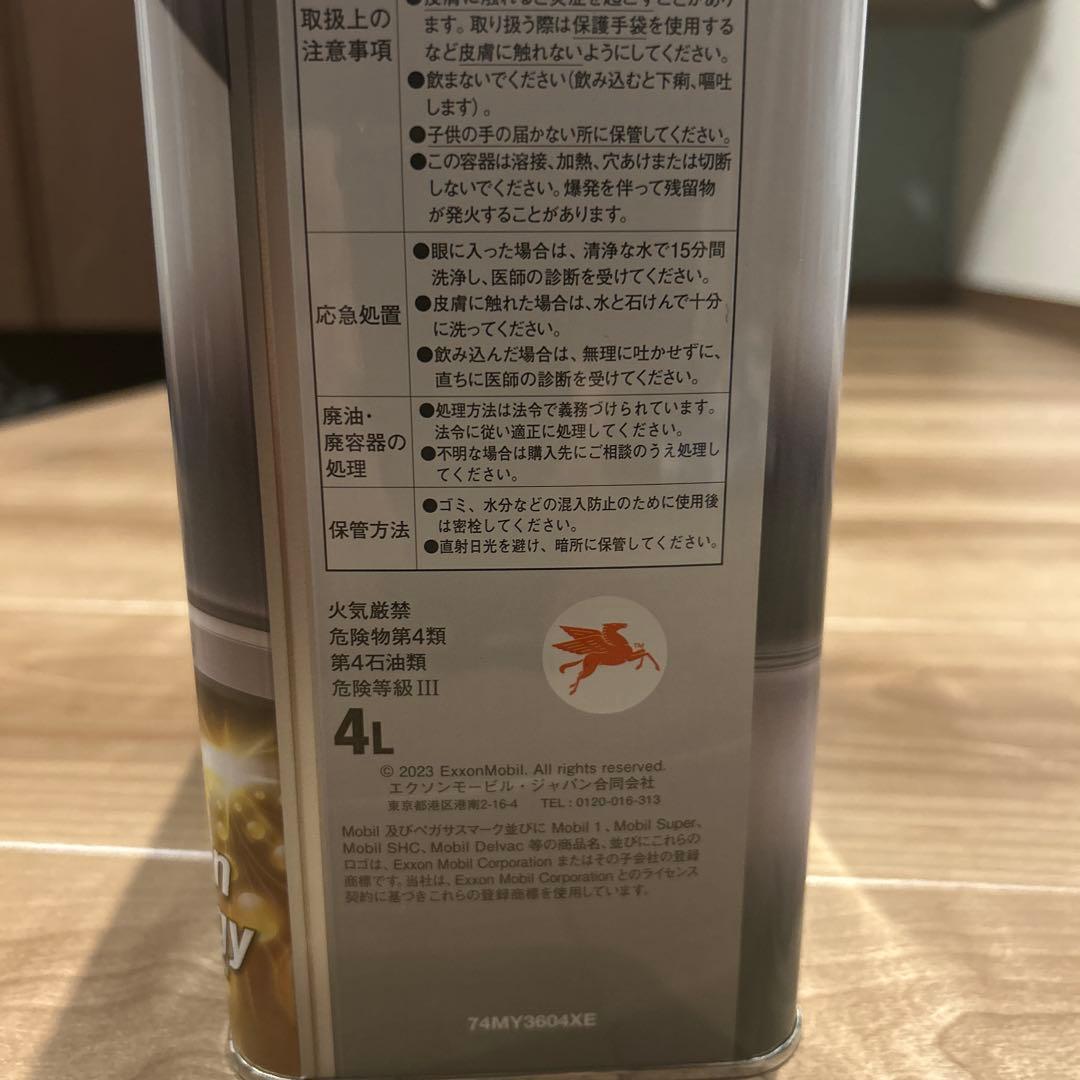 取扱上の
注意事項
●皮膚に触れると炎症を起こすことがあり
ます。取り扱う際は保護手袋を使用する
など皮膚に触れないようにしてください。
●飲まないでください(飲み込むと下痢、嘔吐
します)。
●子供の手の届かない所に保管してください。
●この容器は溶接、加熱、穴あけまたは切断
しないでください。爆発を伴って残留物
が発火することがあります。
応急処置
●眼に入った場合は、清浄な水で15分間
洗浄し、医師の診断を受けてください。
●皮膚に触れた場合は、水と石けんで十分
に洗ってください。
●飲み込んだ場合は、無理に吐かせずに、
直ちに医師の診断を受けてください。
廃油・
廃容器の
処理
●処理方法は法令で義務づけられています。
法令に従い適正に処理してください。
●不明な場合は購入先にご相談のうえ処理し
てください。
保管方法
●ゴミ、水分などの混入防止のために使用後
は密栓してください。
●直射日光を避け、暗所に保管してください。
火気厳禁
危険物第4類
第4石油類
危険等級III
TM
4L
© 2023 ExxonMobil. All rights reserved.
エクソンモービル・ジャパン合同会社
東京都港区港南2-16-4 TEL:0120-016-313
Mobil 及びペガサスマーク並びに Mobil 1、Mobil Super、
Mobil SHC、Mobil Delvac 等の商品名、並びにこれらの
ロゴは、Exxon Mobil Corporation またはその子会社の登録
商標です。当社は、Exxon Mobil Corporation とのライセンス
契約に基づきこれらの登録商標を使用しています。
74MY3604XE